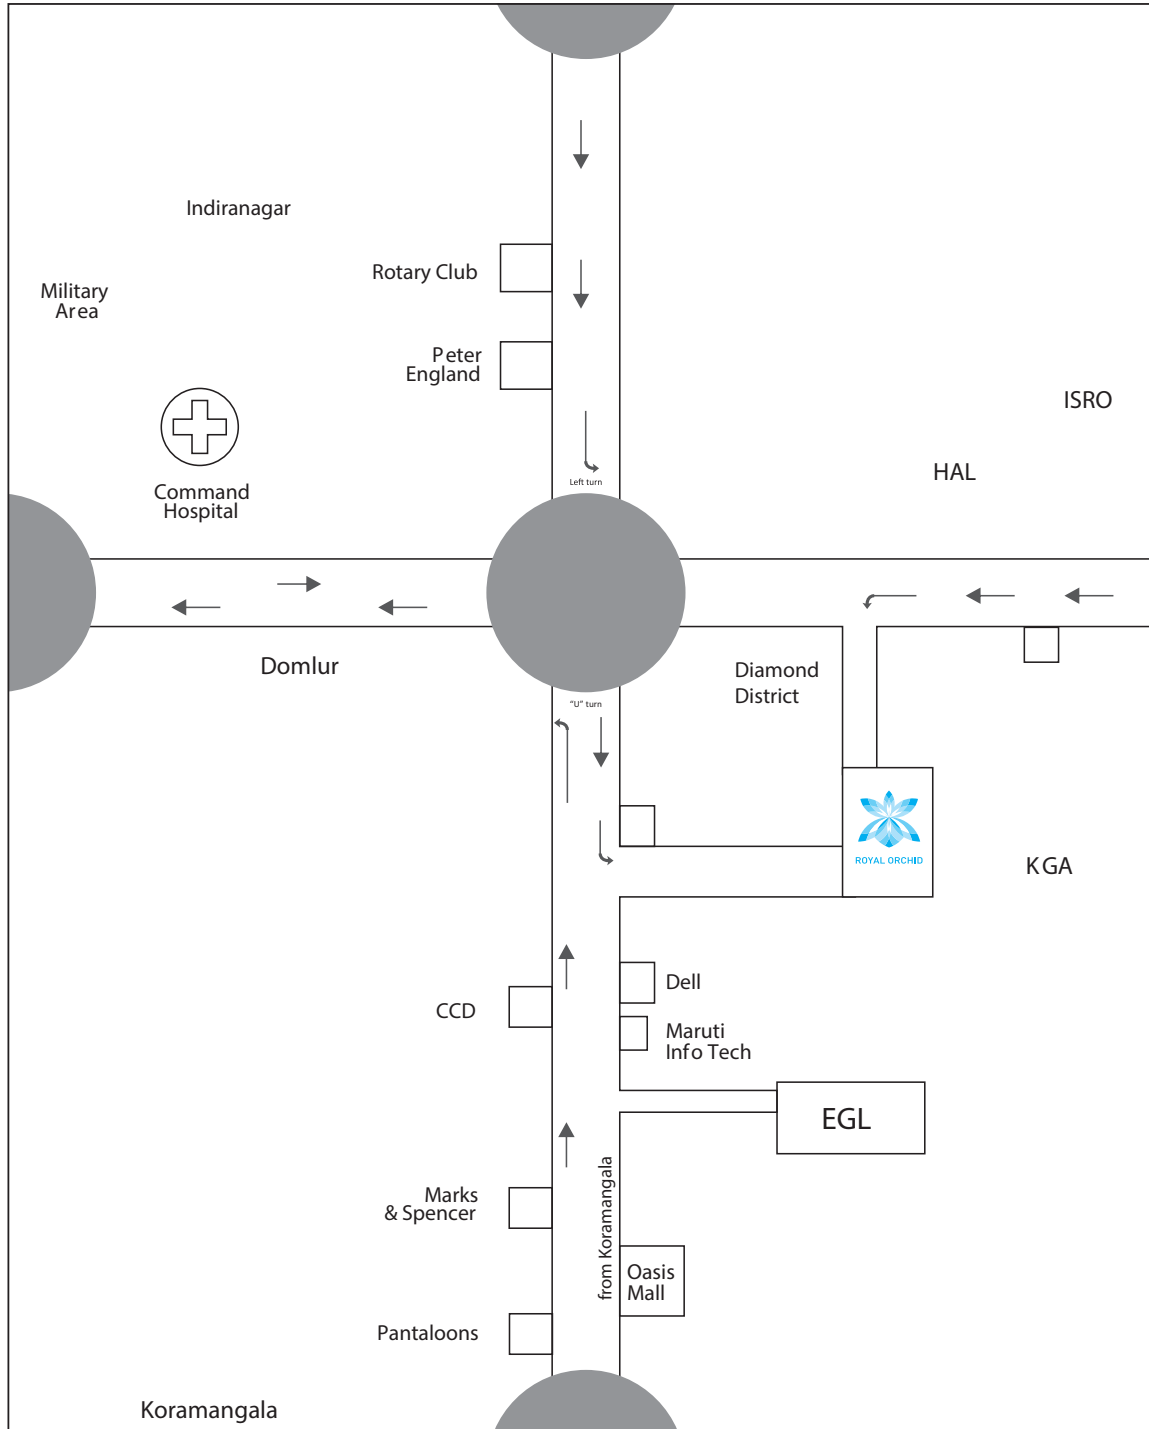 Indiranagar
Rotary Club
Military
Area
Peter
England
ISRO
HAL
Left turn
Command
Hospital
Domlur
Diamond
District
"U" turn
ROYAL ORCHID
KGA
Dell
CCD
Maruti
Info Tech
EGL
from Koramangala
Marks
& Spencer
Oasis
Mall
Pantaloons
Koramangala